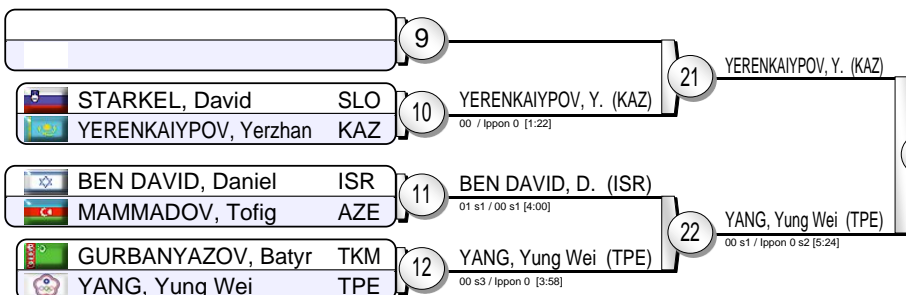 9
YERENKAIYPOV, Y. (KAZ)
21
STARKEL, David SLO
YERENKAIYPOV, Yerzhan KAZ
10
YERENKAIYPOV, Y. (KAZ)
00 / Ippon 0 [1:22]
BEN DAVID, Daniel ISR
MAMMADOV, Tofig AZE
11
BEN DAVID, D. (ISR)
01 s1 / 00 s1 [4:00]
22
YANG, Yung Wei (TPE)
00 s1 / Ippon 0 s2 [5:24]
GURBANYAZOV, Batyr TKM
YANG, Yung Wei TPE
12
YANG, Yung Wei (TPE)
00 s3 / Ippon 0 [3:58]